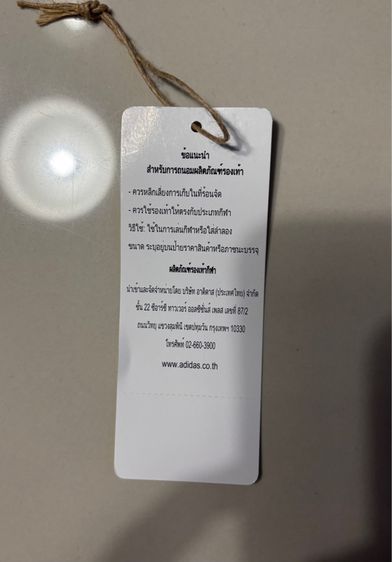 ข้อแนะนำ
สำหรับการถนอมผลิตภัณฑ์รองเท้า
- ควรหลีกเลี่ยงการเก็บในที่ร้อนจัด
- ควรใช้รองเท้าให้ตรงกับประเภทกีฬา
วิธีใช้: ใช้ในการเล่นกีฬาหรือใส่ลำลอง
ขนาด ระบุอยู่บนป้ายราคาสินค้าหรือภาชนะบรรจุ
ผลิตภัณฑ์รองเท้ากีฬา
นำเข้าและจัดจำหน่ายโดย บริษัท อาดิดาส (ประเทศไทย) จำกัด
ชั้น 22 ซีอาร์ซี ทาวเวอร์ ออลซีซั่นส์ เพลส เลขที่ 87/2
ถนนวิทยุ แขวงลุมพินี เขตปทุมวัน กรุงเทพฯ 10330
โทรศัพท์ 02-660-3900
www.adidas.co.th